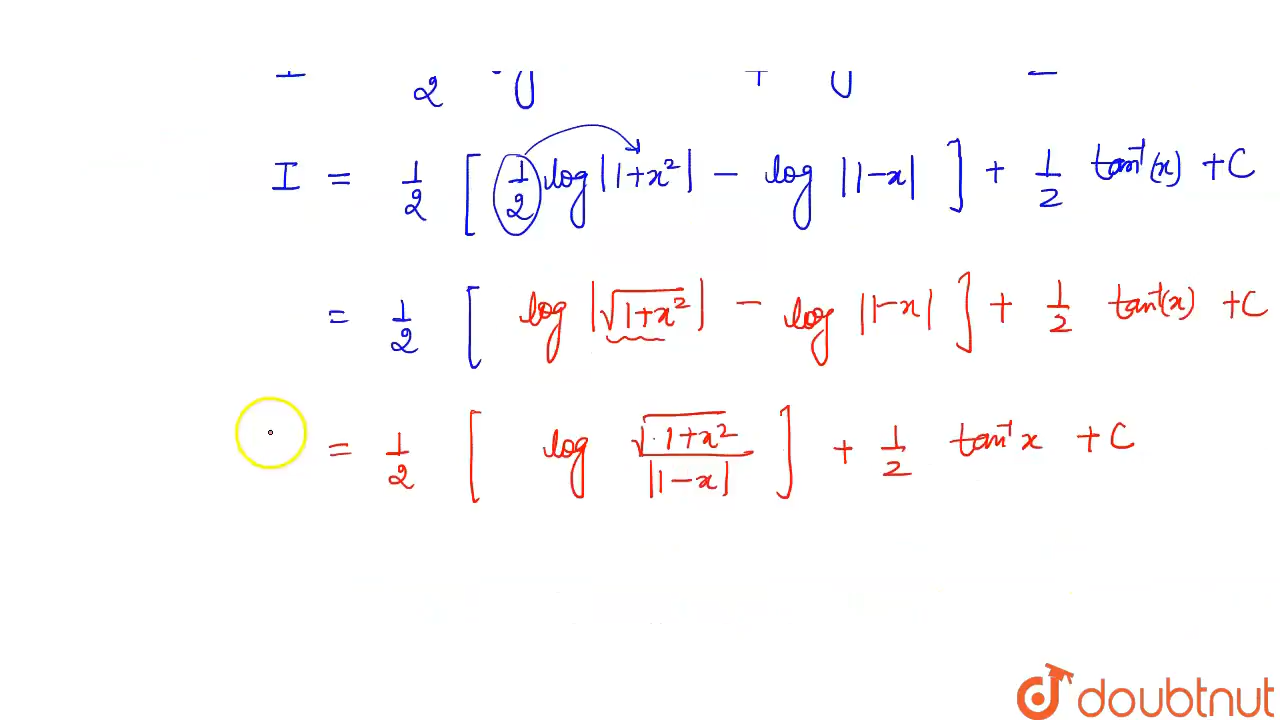 I = 1/2 [ 1/2 log|1+x²| − log |1−x| ] + 1/2 tan⁻¹(x) + C
= 1/2 [ log |√1+x²| − log |1−x| ] + 1/2 tan⁻¹(x) + C
= 1/2 [ log √1+x² / |1−x| ] + 1/2 tan⁻¹ x + C
doubtnut